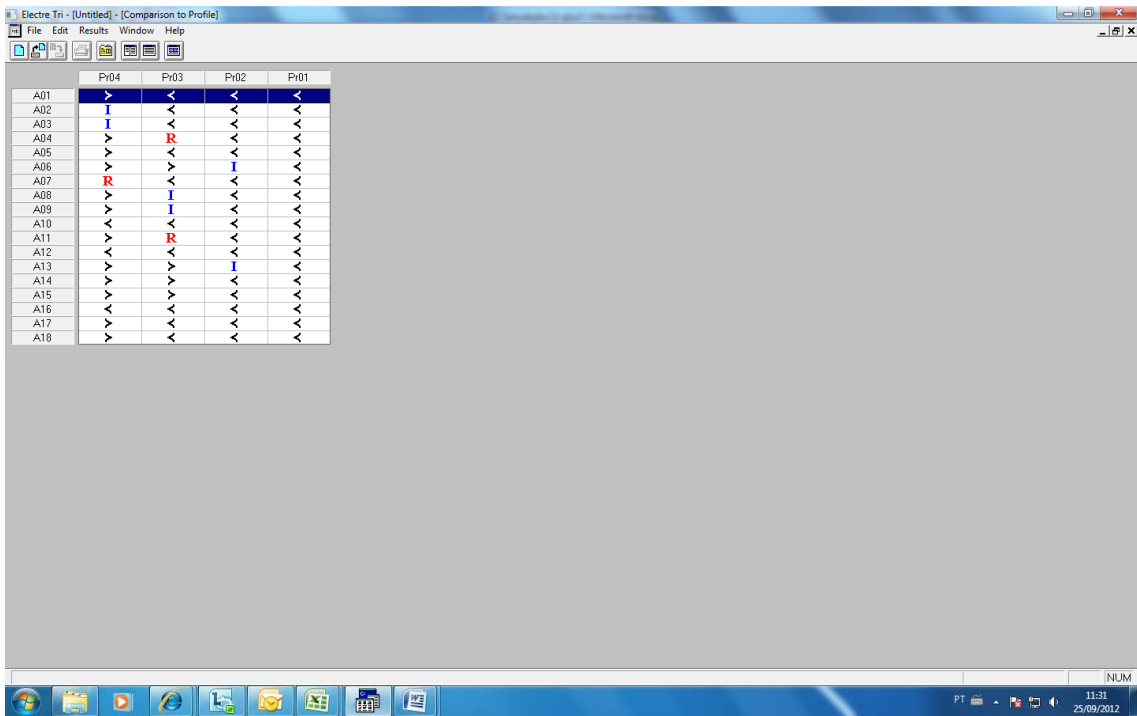 Electre Tri - [Untitled] - [Comparison to Profile]
File Edit Results Window Help
Pr04 Pr03 Pr02 Pr01
A01 > < < <
A02 I < < <
A03 I < < <
A04 > R < <
A05 > < < <
A06 > > I <
A07 R < < <
A08 > I < <
A09 > I < <
A10 < < < <
A11 > R < <
A12 < < < <
A13 > > I <
A14 > > < <
A15 > > < <
A16 < < < <
A17 > < < <
A18 > < < <
NUM
PT 11:31
25/09/2012